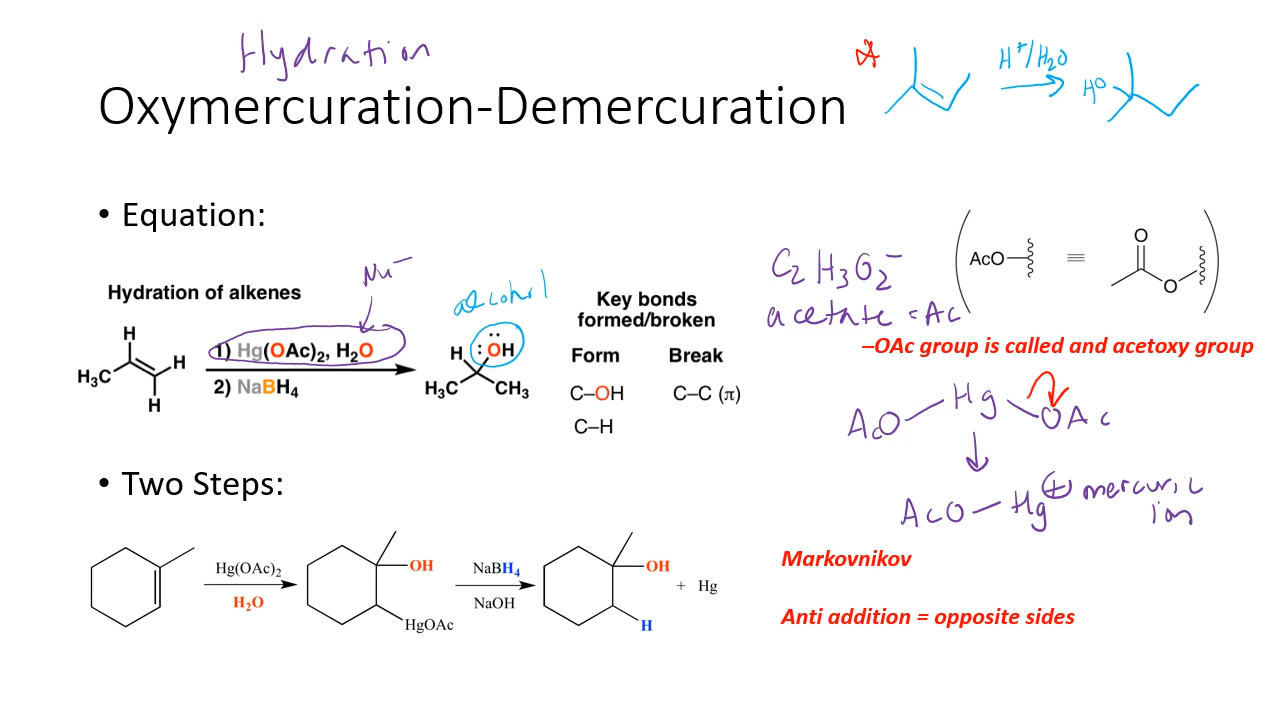 Hydration
Oxymercuration-Demercuration
A
H⁺/H₂O
HO
• Equation:
Nu⁻
Hydration of alkenes
H
H₃C
H
H
1) Hg(OAc)₂, H₂O
2) NaBH₄
alcohol
H :OH
H₃C CH₃
Key bonds
formed/broken
Form Break
C–OH C–C (π)
C–H
C₂H₃O₂⁻
acetate = Ac
AcO ≡ O
O
–OAc group is called and acetoxy group
AcO Hg OAc
AcO – Hg⊕ mercuric
ion
• Two Steps:
Hg(OAc)₂
H₂O
OH
HgOAc
NaBH₄
NaOH
OH
H
+ Hg
Markovnikov
Anti addition = opposite sides